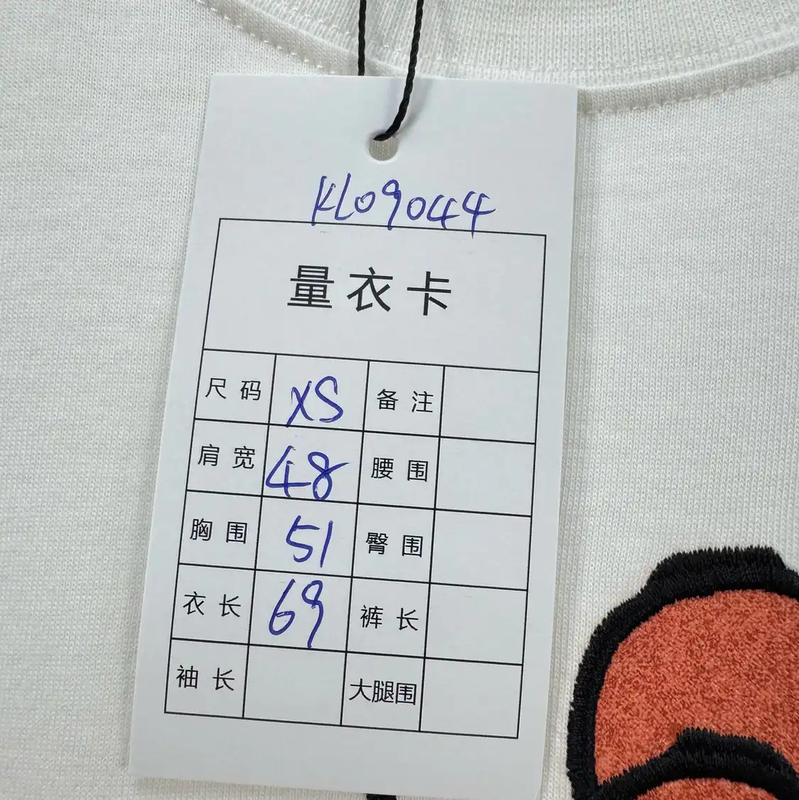 KL09044
量衣卡
尺码 XS 备注
肩宽 48 腰围
胸围 51 臀围
衣长 69 裤长
袖长 大腿围